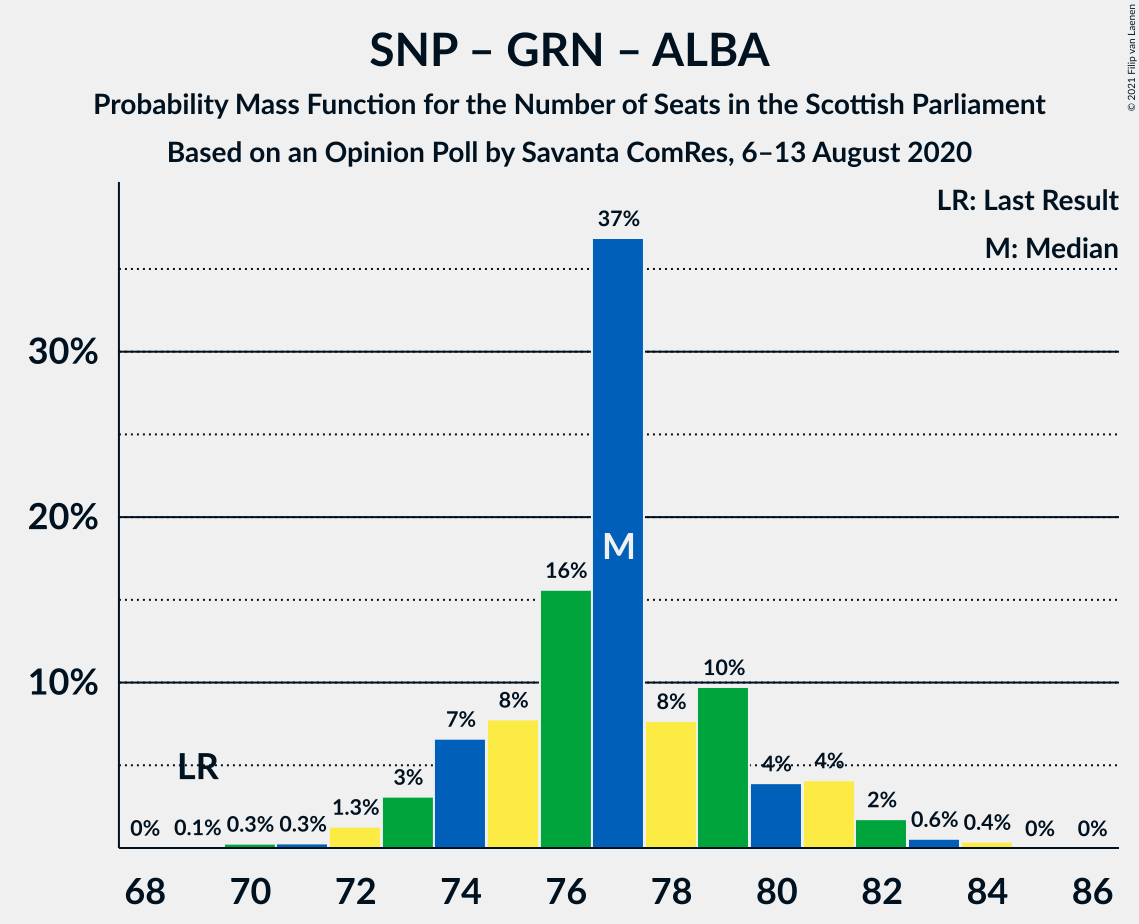 SNP – GRN – ALBA
Probability Mass Function for the Number of Seats in the Scottish Parliament
Based on an Opinion Poll by Savanta ComRes, 6–13 August 2020
© 2021 Filip van Laenen
LR: Last Result
M: Median
37%
30%
20%
M
16%
10%
10%
8%
8%
7%
LR
3%
4%
4%
1.3%
2%
0%
0.1%
0.3%
0.3%
0.6%
0.4%
0%
0%
68 70 72 74 76 78 80 82 84 86